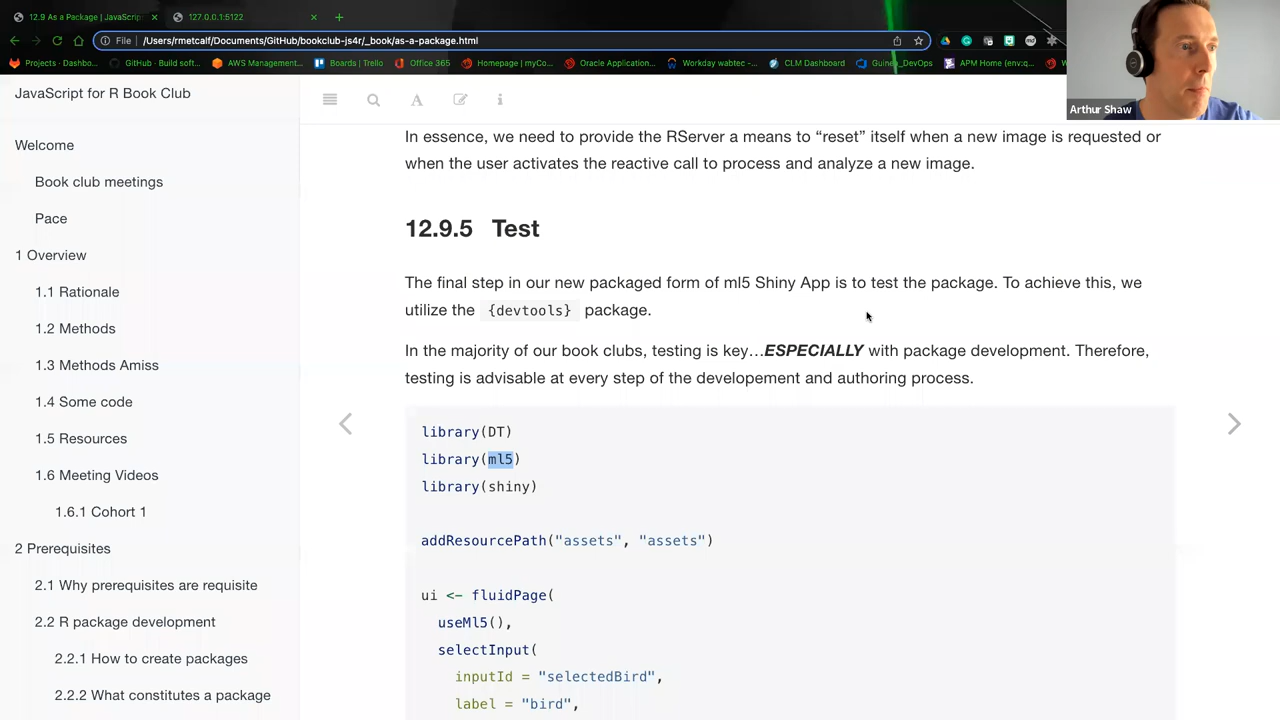 12.9 As a Package | JavaScrip
127.0.0.1:5122
File
/Users/rmetcalf/Documents/GitHub/bookclub-js4r/_book/as-a-package.html
Projects - Dashbo...
GitHub - Build soft...
AWS Management...
Boards | Trello
Office 365
Homepage | myCo...
Oracle Application...
Workday wabtec -...
CLM Dashboard
Guinea_DevOps
APM Home (env:q...
Arthur Shaw
JavaScript for R Book Club
Welcome
Book club meetings
Pace
1 Overview
1.1 Rationale
1.2 Methods
1.3 Methods Amiss
1.4 Some code
1.5 Resources
1.6 Meeting Videos
1.6.1 Cohort 1
2 Prerequisites
2.1 Why prerequisites are requisite
2.2 R package development
2.2.1 How to create packages
2.2.2 What constitutes a package
In essence, we need to provide the RServer a means to “reset” itself when a new image is requested or
when the user activates the reactive call to process and analyze a new image.
12.9.5 Test
The final step in our new packaged form of ml5 Shiny App is to test the package. To achieve this, we
utilize the {devtools} package.
In the majority of our book clubs, testing is key…ESPECIALLY with package development. Therefore,
testing is advisable at every step of the developement and authoring process.
library(DT)
library(ml5)
library(shiny)
addResourcePath("assets", "assets")
ui <- fluidPage(
useMl5(),
selectInput(
inputId = "selectedBird",
label = "bird",